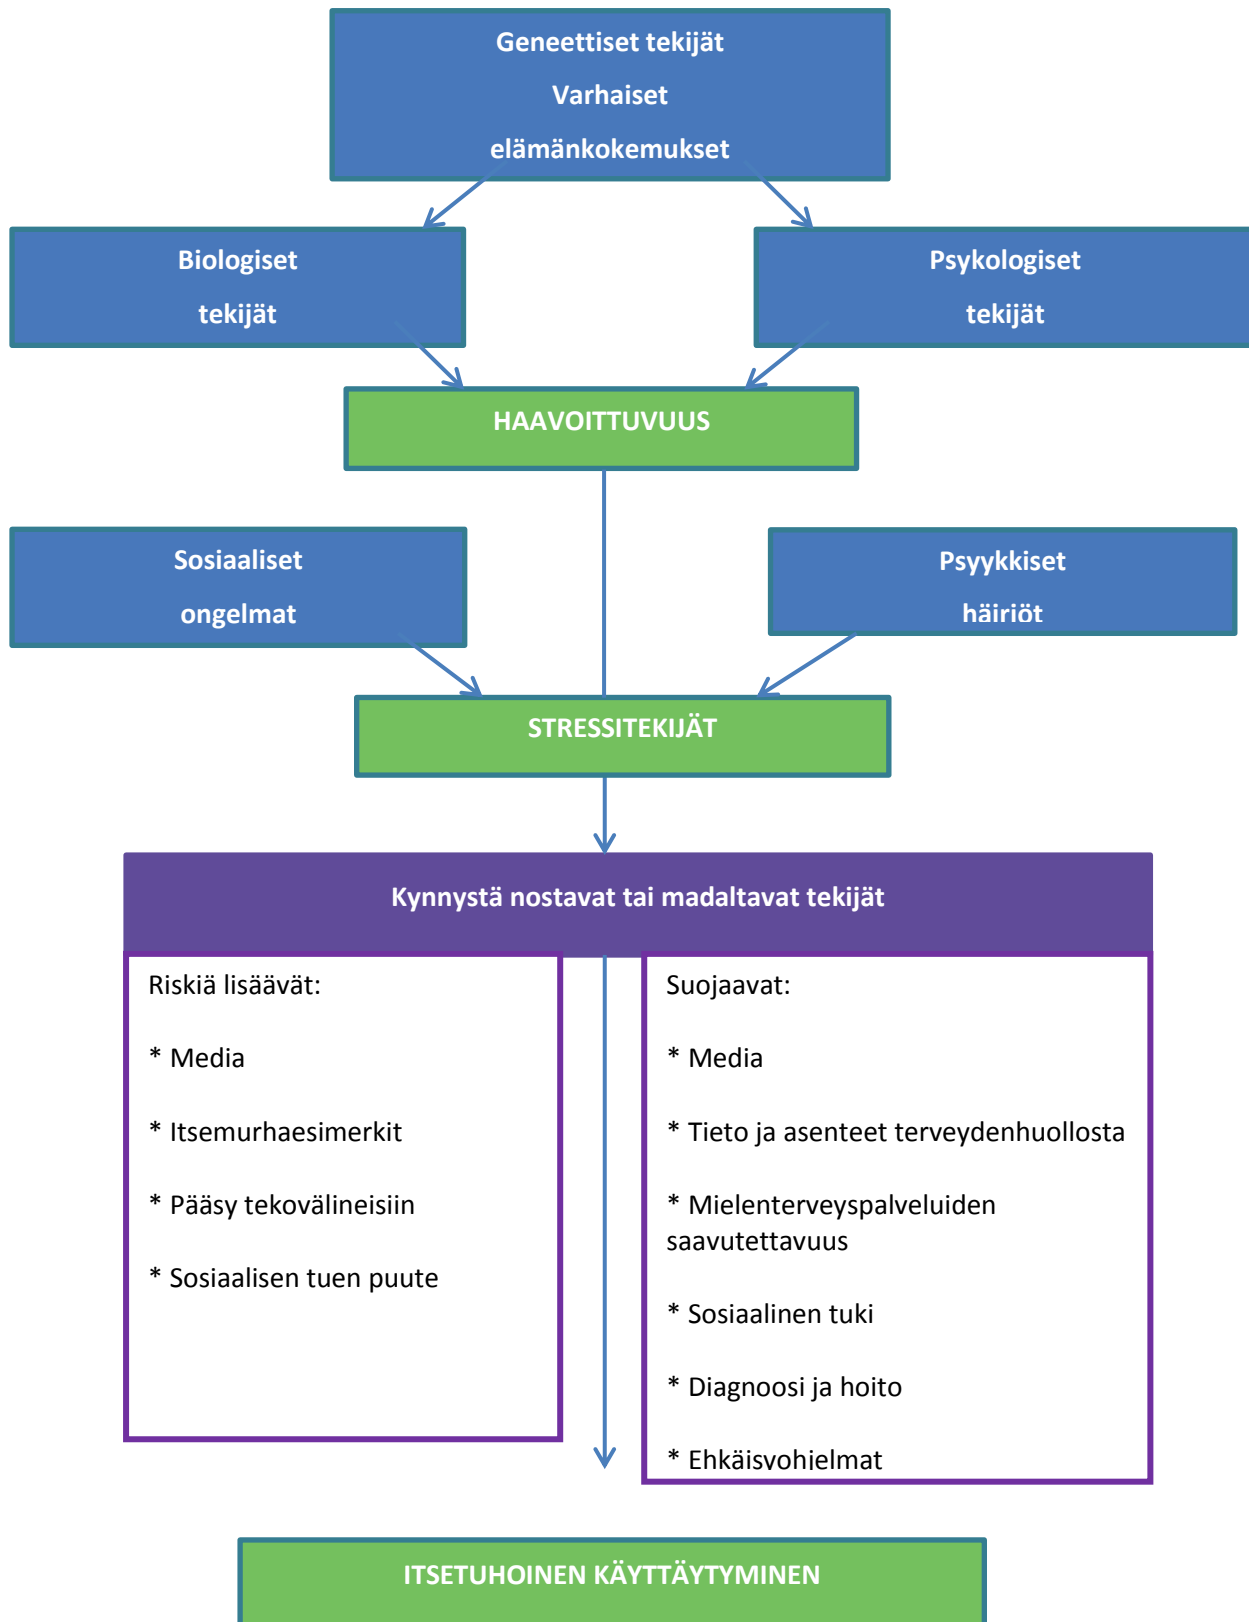 Geneettiset tekijät
Varhaiset
elämänkokemukset
Biologiset
tekijät
Psykologiset
tekijät
HAAVOITTUVUUS
Sosiaaliset
ongelmat
Psyykkiset
häiriöt
STRESSITEKIJÄT
Kynnystä nostavat tai madaltavat tekijät
Riskiä lisäävät:
* Media
* Itsemurhaesimerkit
* Pääsy tekovälineisiin
* Sosiaalisen tuen puute
Suojaavat:
* Media
* Tieto ja asenteet terveydenhuollosta
* Mielenterveyspalveluiden
saavutettavuus
* Sosiaalinen tuki
* Diagnoosi ja hoito
* Ehkäisyohjelmat
ITSETUHOINEN KÄYTTÄYTYMINEN